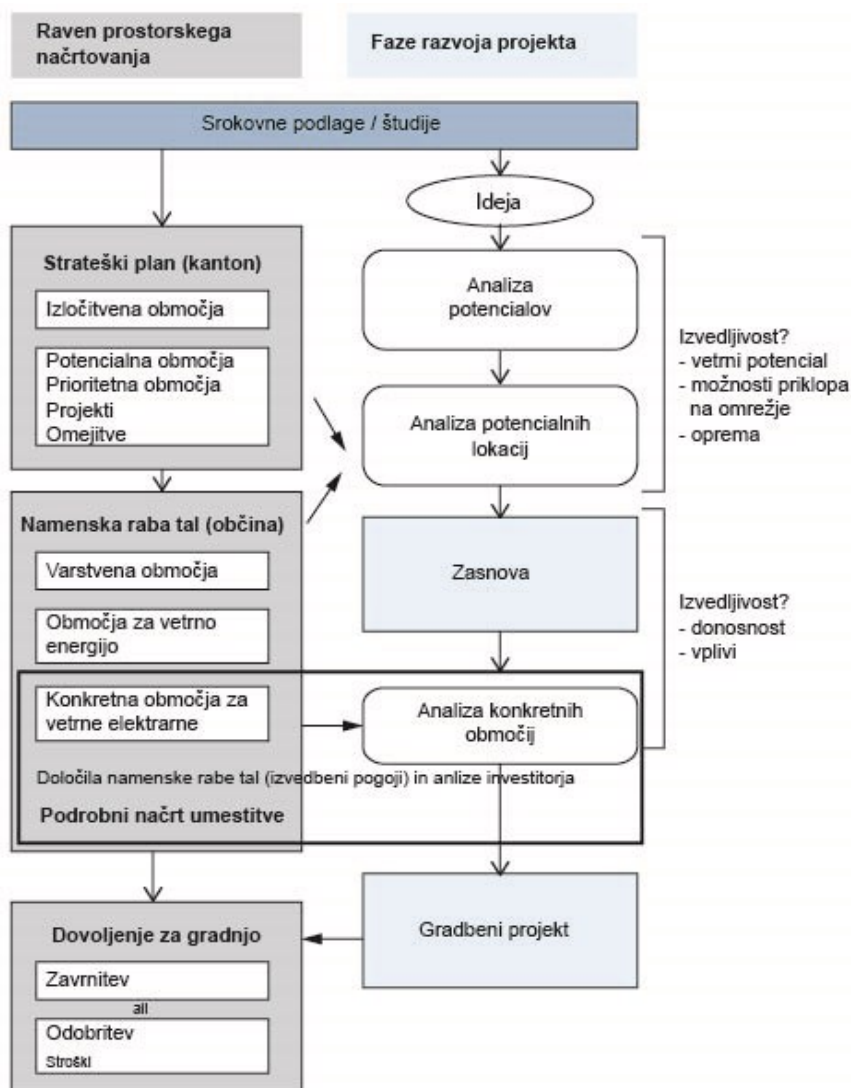 Raven prostorskega
načrtovanja
Faze razvoja projekta
Srokovne podlage / študije
Ideja
Strateški plan (kanton)
Izločitvena območja
Potencialna območja
Prioritetna območja
Projekti
Omejitve
Analiza
potencialov
Analiza potencialnih
lokacij
Izvedljivost?
- vetrni potencial
- možnosti priklopa
na omrežje
- oprema
Namenska raba tal (občina)
Varstvena območja
Območja za vetrno
energijo
Konkretna območja za
vetrne elektrarne
Zasnova
Analiza konkretnih
območij
Izvedljivost?
- donosnost
- vplivi
Določila namenske rabe tal (izvedbeni pogoji) in anlize investitorja
Podrobni načrt umestitve
Dovoljenje za gradnjo
Zavrnitev
ali
Odobritev
Stroški
Gradbeni projekt